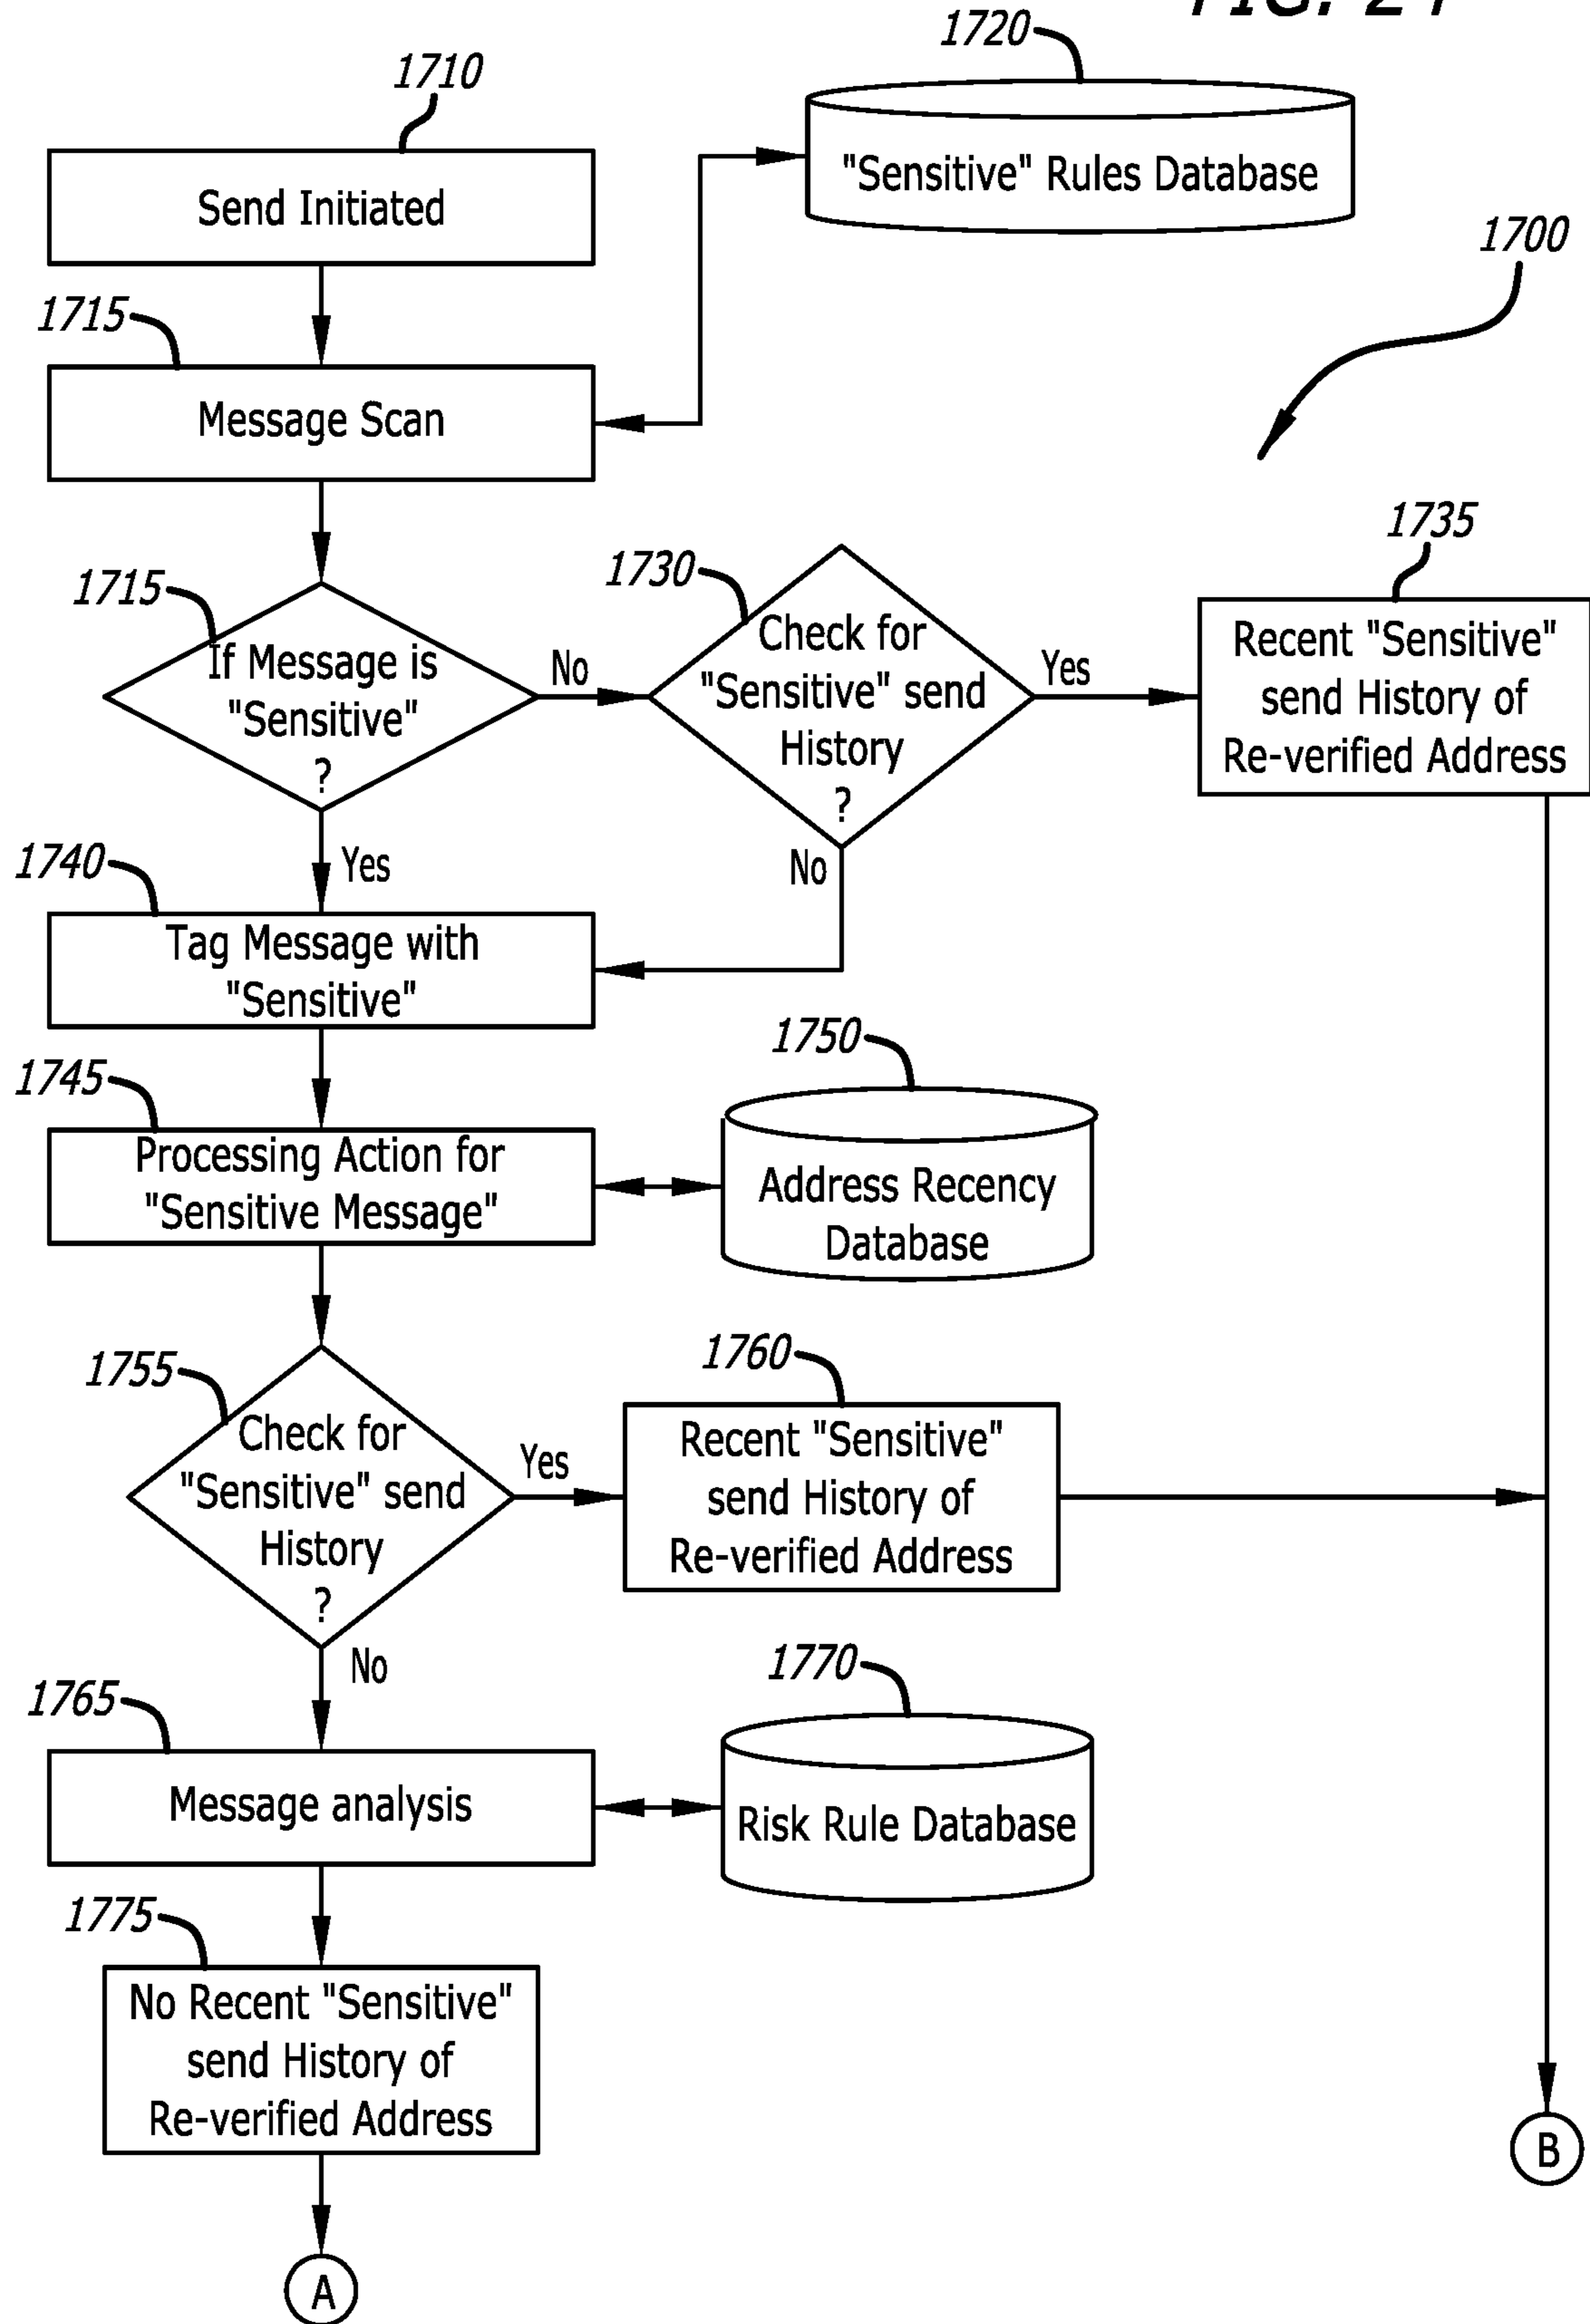 1720
1710
"Sensitive" Rules Database
Send Initiated
1700
1715
Message Scan
1735
1730
1715
Check for
"Sensitive" send
History
?
If Message is
"Sensitive"
?
No
Yes
Recent "Sensitive"
send History of
Re-verified Address
1740
Yes
No
Tag Message with
"Sensitive"
1750
1745
Processing Action for
"Sensitive Message"
Address Recency
Database
1760
1755
Check for
"Sensitive" send
History
?
Yes
Recent "Sensitive"
send History of
Re-verified Address
No
1770
1765
Message analysis
Risk Rule Database
1775
No Recent "Sensitive"
send History of
Re-verified Address
B
A